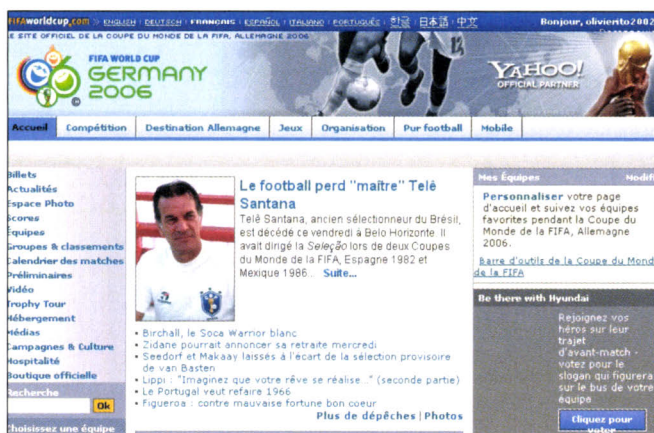 FIFAworldcup.com ENGLISH DEUTSCH FRANÇAIS ESPAÑOL ITALIANO PORTUGUÊS 한글 日本語 中文 Bonjour, olivierito2002
LE SITE OFFICIEL DE LA COUPE DU MONDE DE LA FIFA, ALLEMAGNE 2006
FIFA WORLD CUP
GERMANY
2006
YAHOO!
OFFICIAL PARTNER
Accueil Compétition Destination Allemagne Jeux Organisation Pur football Mobile
Billets
Actualités
Espace Photo
Scores
Équipes
Groupes & classements
Calendrier des matches
Préliminaires
Vidéo
Trophy Tour
Hébergement
Médias
Campagnes & Culture
Hospitalité
Boutique officielle
Recherche
Ok
Choisissez une équipe
Le football perd "maître" Telê
Santana
Telê Santana, ancien sélectionneur du Brésil,
est décédé ce vendredi à Belo Horizonte. Il
avait dirigé la Seleção lors de deux Coupes
du Monde de la FIFA, Espagne 1982 et
Mexique 1986.. Suite...
• Birchall, le Soca Warrior blanc
• Zidane pourrait annoncer sa retraite mercredi
• Seedorf et Makaay laissés à l'écart de la sélection provisoire
de van Basten
• Lippi : "Imaginez que votre rêve se réalise..." (seconde partie)
• Le Portugal veut refaire 1966
• Figueroa : contre mauvaise fortune bon coeur
Plus de dépêches | Photos
Mes Équipes Modifi
Personnaliser votre page
d'accueil et suivez vos équipes
favorites pendant la Coupe du
Monde de la FIFA, Allemagne
2006.
Barre d'outils de la Coupe du Mond
de la FIFA
Be there with Hyundai
Rejoignez vos
héros sur leur
trajet
d'avant-match -
votez pour le
slogan qui figurera
sur le bus de votre
équipe
Cliquez pour
voter